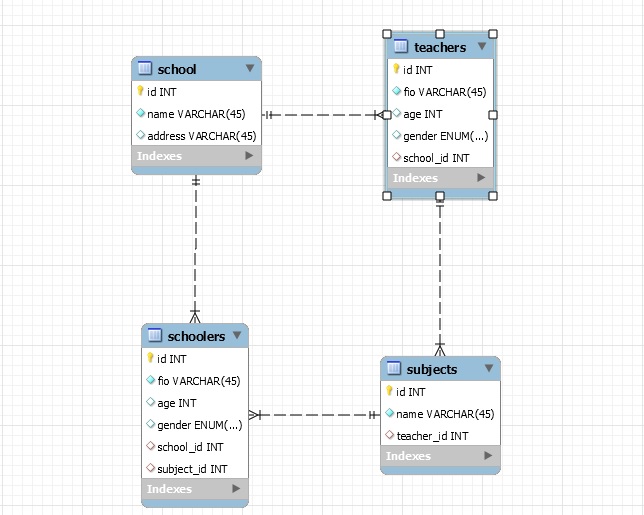 school
id INT
name VARCHAR(45)
address VARCHAR(45)
Indexes
teachers
id INT
fio VARCHAR(45)
age INT
gender ENUM(...)
school_id INT
Indexes
schoolers
id INT
fio VARCHAR(45)
age INT
gender ENUM(...)
school_id INT
subject_id INT
Indexes
subjects
id INT
name VARCHAR(45)
teacher_id INT
Indexes